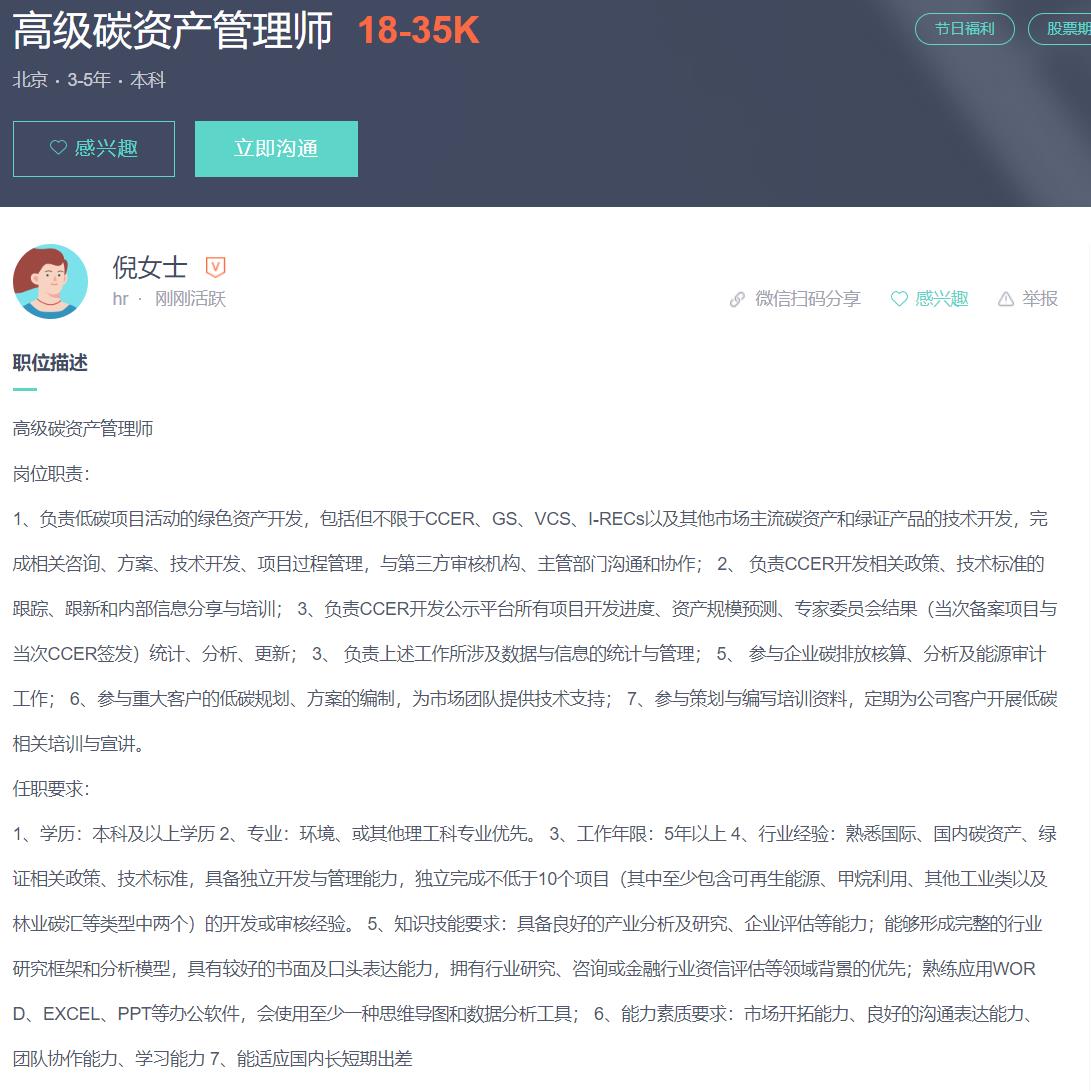 高级碳资产管理师 18-35K
节日福利
股票期
北京 · 3-5年 · 本科
感兴趣
立即沟通
倪女士
hr · 刚刚活跃
微信扫码分享
感兴趣
举报
职位描述
高级碳资产管理师
岗位职责：
1、负责低碳项目活动的绿色资产开发，包括但不限于CCER、GS、VCS、I-RECs以及其他市场主流碳资产和绿证产品的技术开发，完
成相关咨询、方案、技术开发、项目过程管理，与第三方审核机构、主管部门沟通和协作； 2、 负责CCER开发相关政策、技术标准的
跟踪、跟新和内部信息分享与培训； 3、负责CCER开发公示平台所有项目开发进度、资产规模预测、专家委员会结果（当次备案项目与
当次CCER签发）统计、分析、更新； 3、 负责上述工作所涉及数据与信息的统计与管理； 5、 参与企业碳排放核算、分析及能源审计
工作； 6、参与重大客户的低碳规划、方案的编制，为市场团队提供技术支持； 7、参与策划与编写培训资料，定期为公司客户开展低碳
相关培训与宣讲。
任职要求：
1、学历：本科及以上学历 2、专业：环境、或其他理工科专业优先。 3、工作年限：5年以上 4、行业经验：熟悉国际、国内碳资产、绿
证相关政策、技术标准，具备独立开发与管理能力，独立完成不低于10个项目（其中至少包含可再生能源、甲烷利用、其他工业类以及
林业碳汇等类型中两个）的开发或审核经验。 5、知识技能要求：具备良好的产业分析及研究、企业评估等能力；能够形成完整的行业
研究框架和分析模型，具有较好的书面及口头表达能力，拥有行业研究、咨询或金融行业资信评估等领域背景的优先；熟练应用WOR
D、EXCEL、PPT等办公软件，会使用至少一种思维导图和数据分析工具； 6、能力素质要求：市场开拓能力、良好的沟通表达能力、
团队协作能力、学习能力 7、能适应国内长短期出差